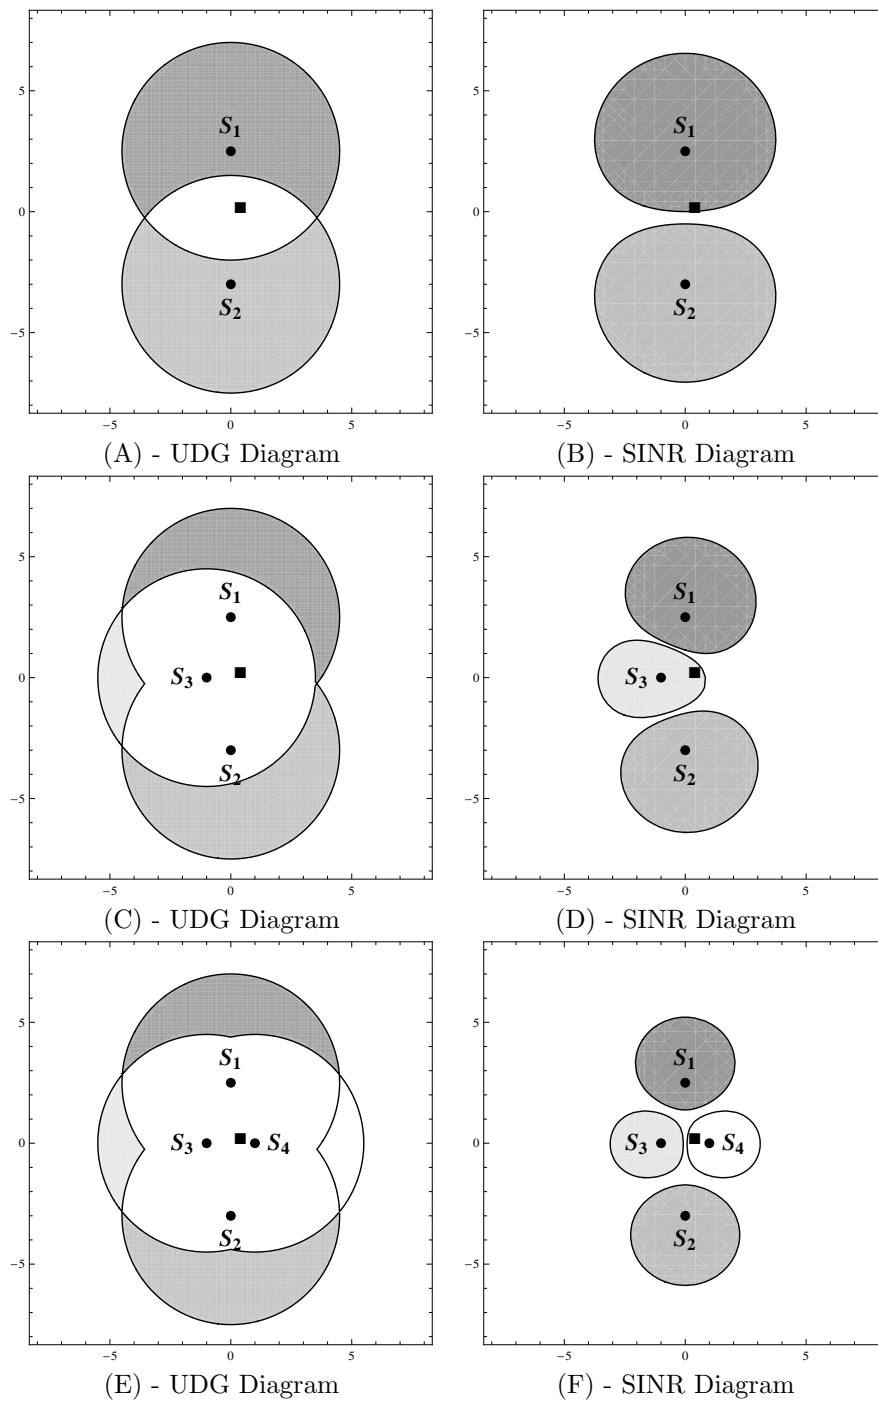 5
S1
0
S2
−5
−5 0 5
(A) - UDG Diagram
5
S1
0
S2
−5
−5 0 5
(B) - SINR Diagram
5
S1
0
S3
S2
−5
−5 0 5
(C) - UDG Diagram
5
S1
0
S3
S2
−5
−5 0 5
(D) - SINR Diagram
5
S1
0
S3 S4
S2
−5
−5 0 5
(E) - UDG Diagram
5
S1
0
S3 S4
S2
−5
−5 0 5
(F) - SINR Diagram